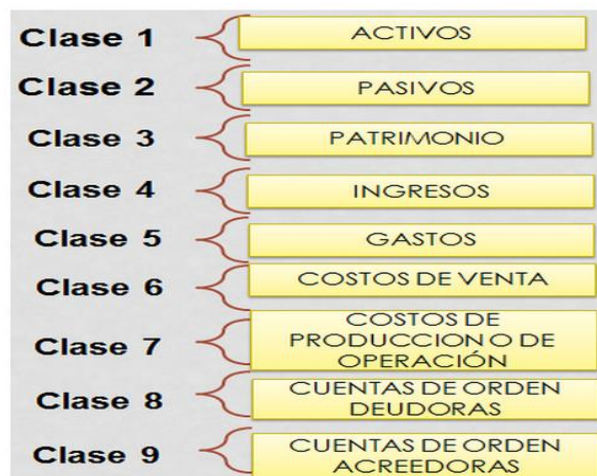 Clase 1 ACTIVOS
Clase 2 PASIVOS
Clase 3 PATRIMONIO
Clase 4 INGRESOS
Clase 5 GASTOS
Clase 6 COSTOS DE VENTA
Clase 7 COSTOS DE
PRODUCCION O DE
OPERACIÓN
Clase 8 CUENTAS DE ORDEN
DEUDORAS
Clase 9 CUENTAS DE ORDEN
ACREEDORAS